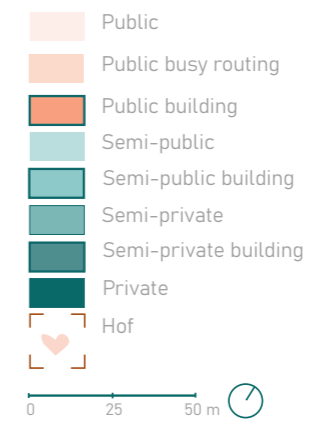 Public
Public busy routing
Public building
Semi-public
Semi-public building
Semi-private
Semi-private building
Private
Hof
0 25 50 m